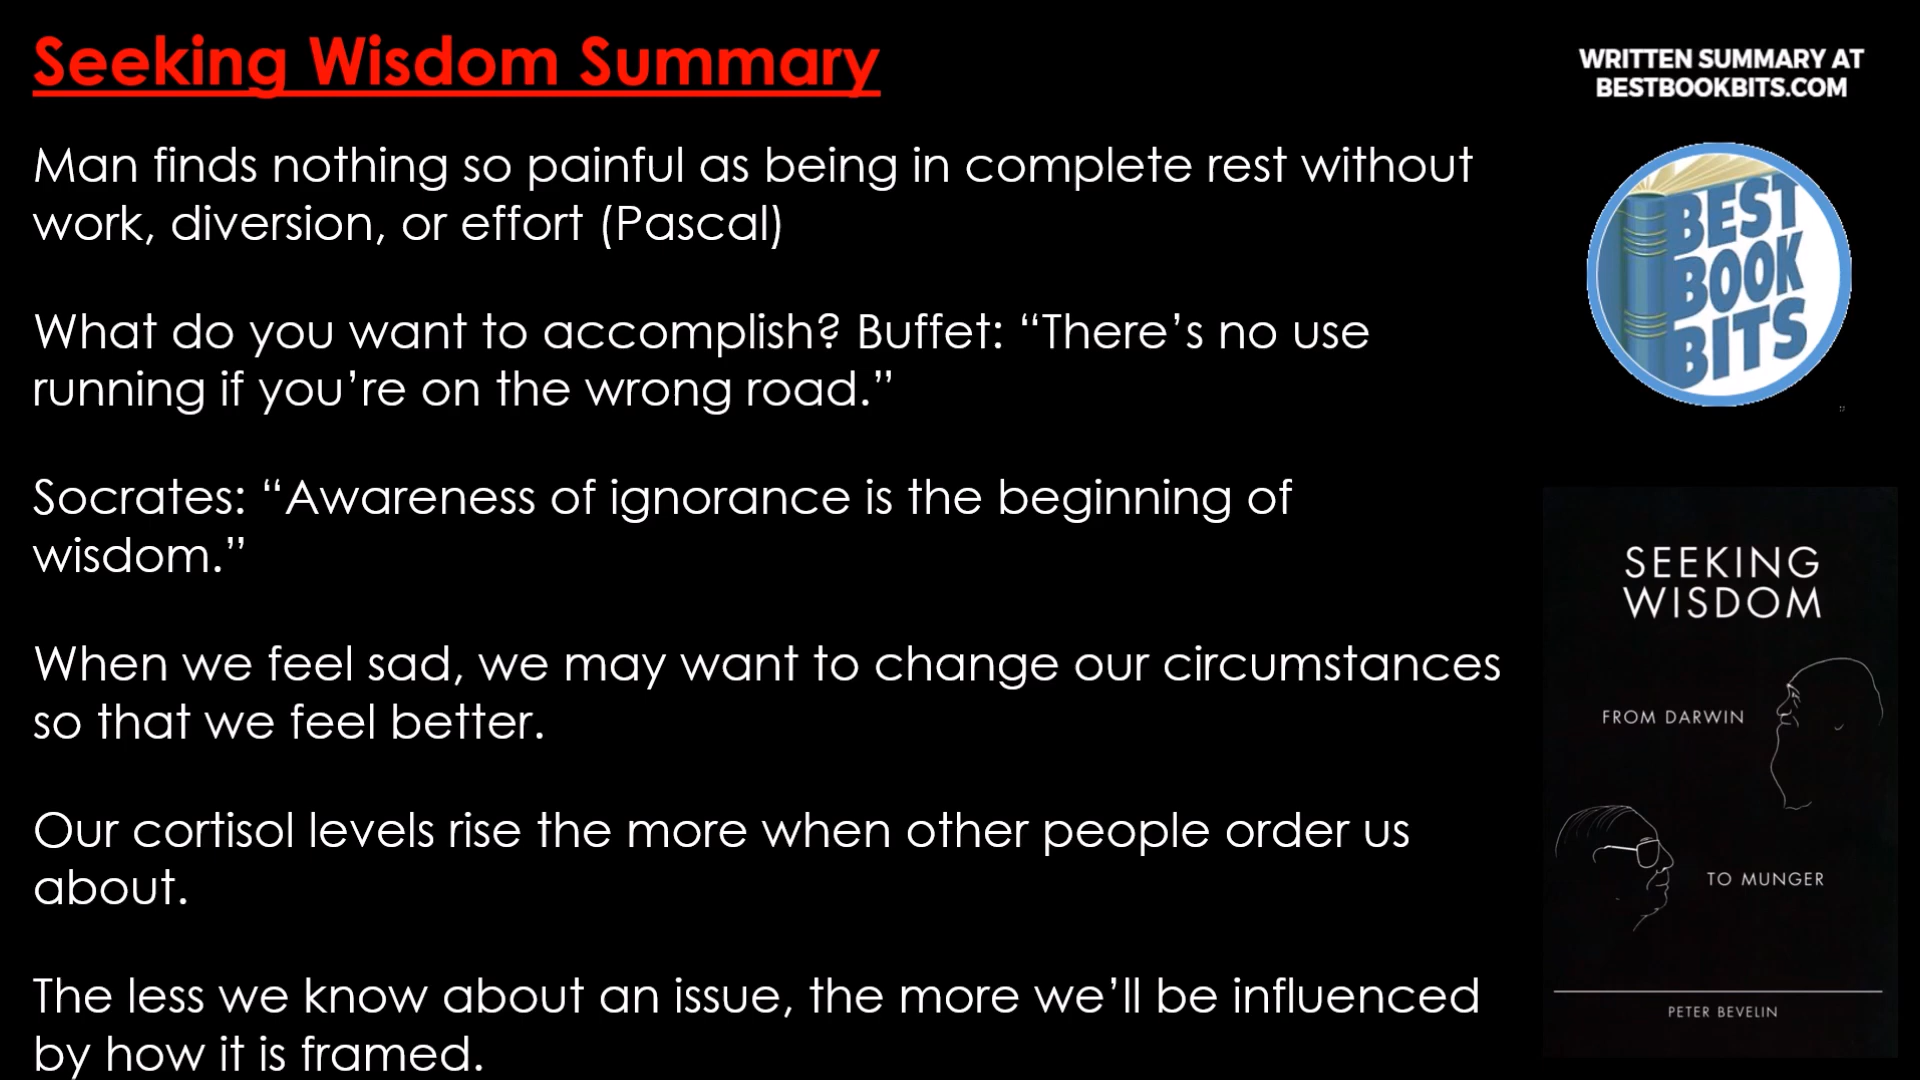 Seeking Wisdom Summary
Man finds nothing so painful as being in complete rest without
work, diversion, or effort (Pascal)
What do you want to accomplish? Buffet: “There’s no use
running if you’re on the wrong road.”
Socrates: “Awareness of ignorance is the beginning of
wisdom.”
When we feel sad, we may want to change our circumstances
so that we feel better.
Our cortisol levels rise the more when other people order us
about.
The less we know about an issue, the more we’ll be influenced
by how it is framed.
WRITTEN SUMMARY AT
BESTBOOKBITS.COM
BEST
BOOK
BITS
SEEKING
WISDOM
FROM DARWIN
TO MUNGER
PETER BEVELIN